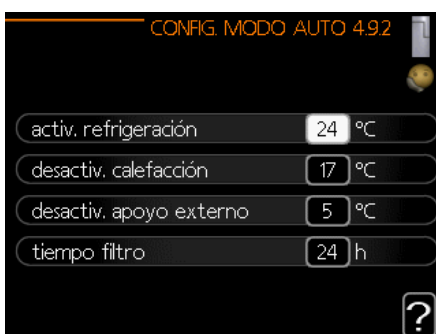 CONFIG. MODO AUTO 4.9.2
activ. refrigeración 24 °C
desactiv. calefacción 17 °C
desactiv. apoyo externo 5 °C
tiempo filtro 24 h
?